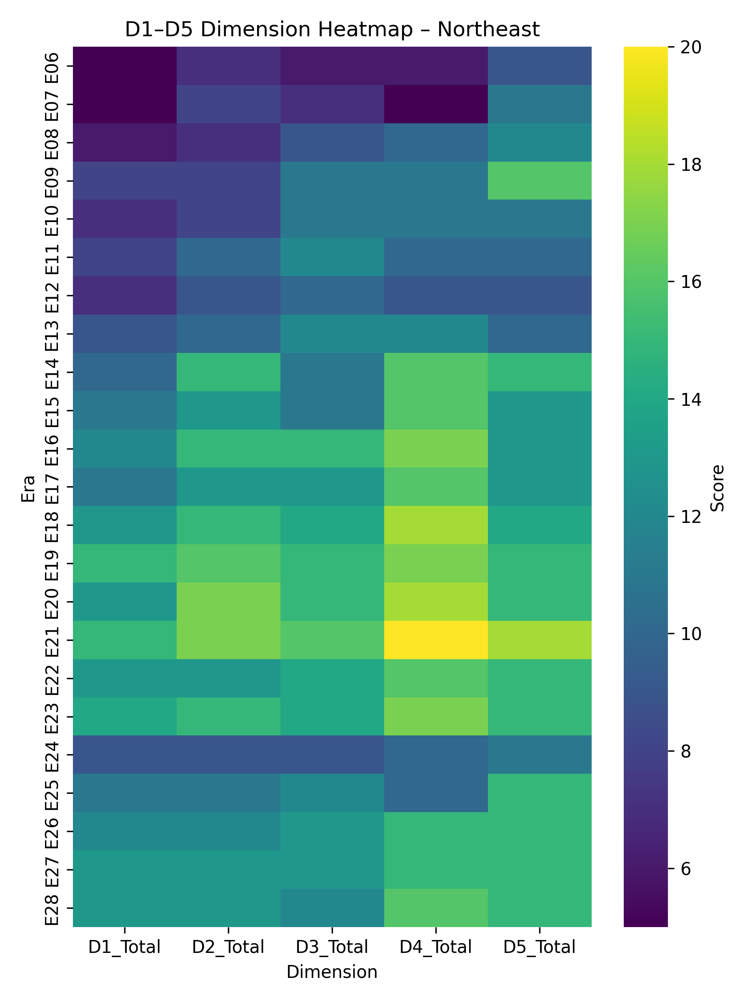 D1–D5 Dimension Heatmap – Northeast
Era
E06
E07
E08
E09
E10
E11
E12
E13
E14
E15
E16
E17
E18
E19
E20
E21
E22
E23
E24
E25
E26
E27
E28
D1_Total D2_Total D3_Total D4_Total D5_Total
Dimension
20
18
16
14
12
10
8
6
Score